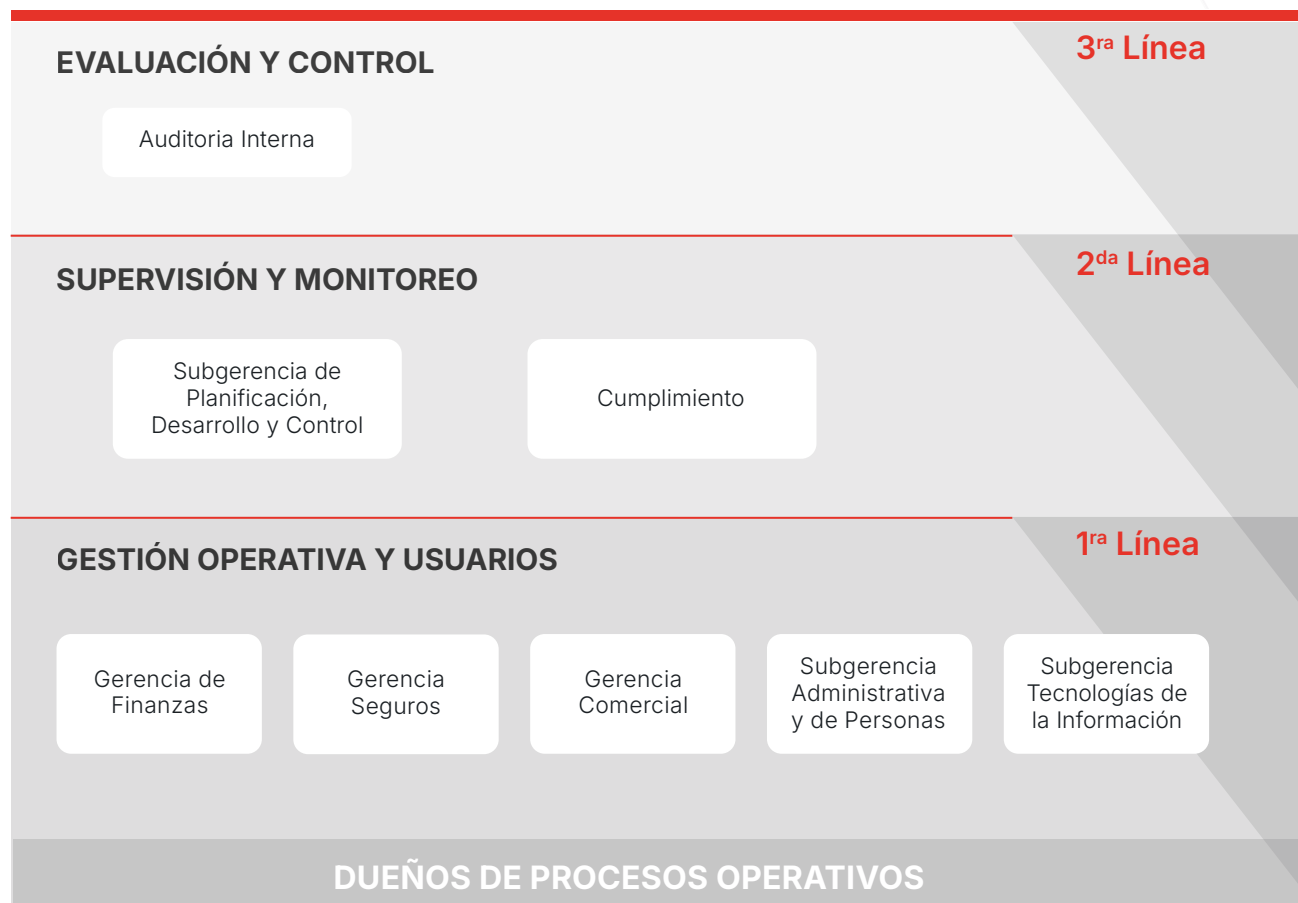 EVALUACIÓN Y CONTROL
3ra Línea
Auditoria Interna
SUPERVISIÓN Y MONITOREO
2da Línea
Subgerencia de
Planificación,
Desarrollo y Control
Cumplimiento
GESTIÓN OPERATIVA Y USUARIOS
1ra Línea
Gerencia de
Finanzas
Gerencia
Seguros
Gerencia
Comercial
Subgerencia
Administrativa
y de Personas
Subgerencia
Tecnologías de
la Información
DUEÑOS DE PROCESOS OPERATIVOS